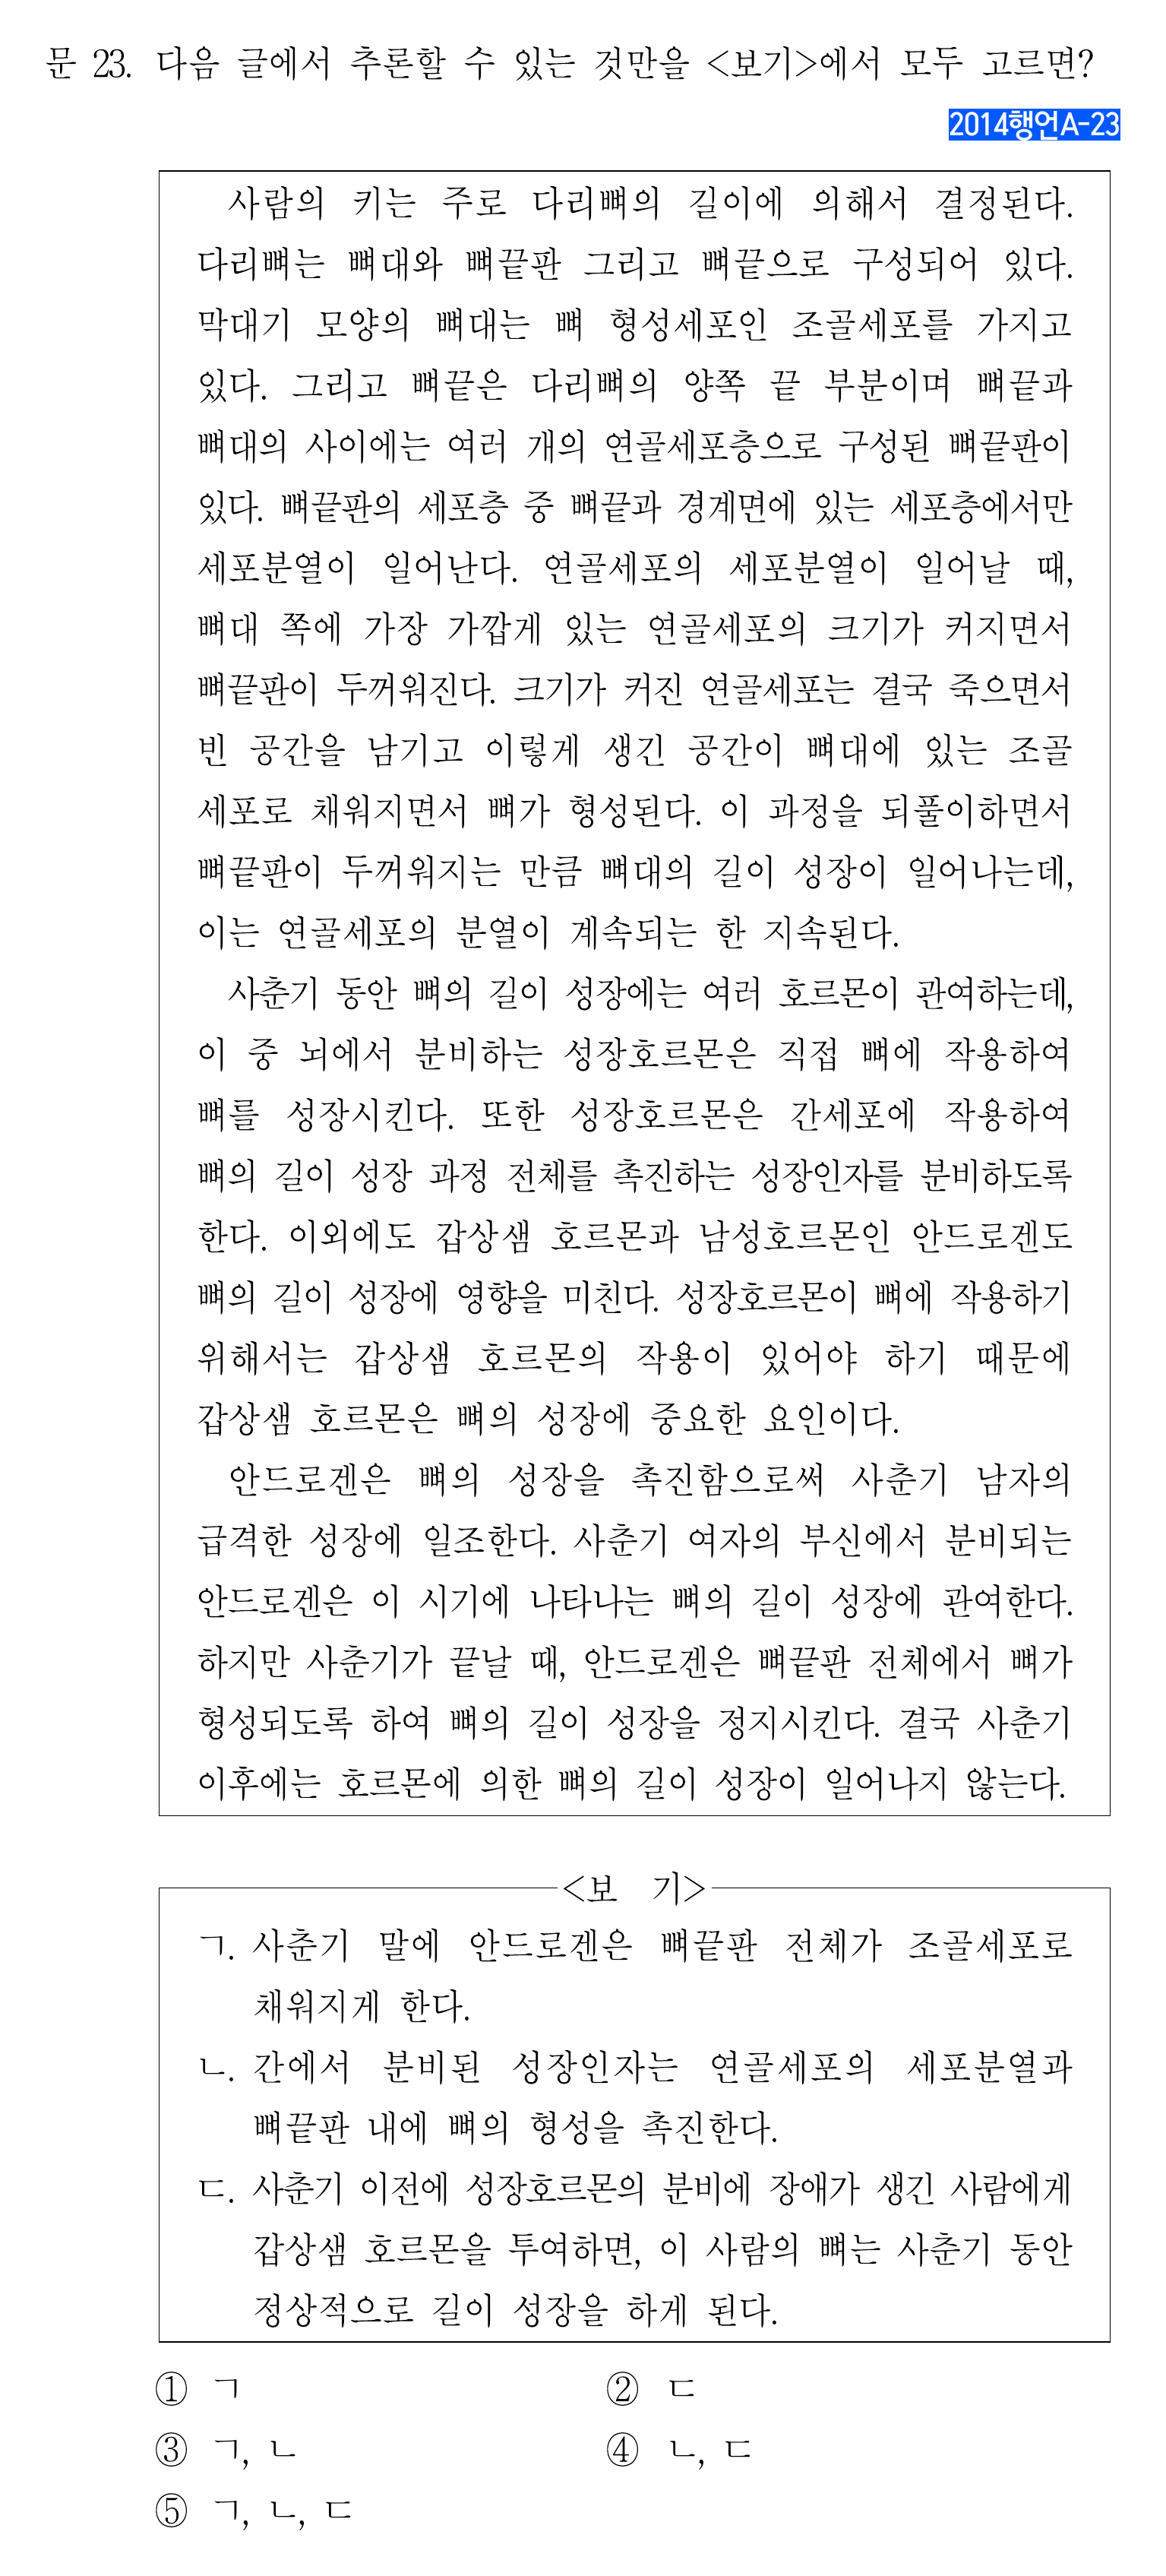 문 23. 다음 글에서 추론할 수 있는 것만을 <보기>에서 모두 고르면?
2014행언A-23
사람의 키는 주로 다리뼈의 길이에 의해서 결정된다.
다리뼈는 뼈대와 뼈끝판 그리고 뼈끝으로 구성되어 있다.
막대기 모양의 뼈대는 뼈 형성세포인 조골세포를 가지고
있다. 그리고 뼈끝은 다리뼈의 양쪽 끝 부분이며 뼈끝과
뼈대의 사이에는 여러 개의 연골세포층으로 구성된 뼈끝판이
있다. 뼈끝판의 세포층 중 뼈끝과 경계면에 있는 세포층에서만
세포분열이 일어난다. 연골세포의 세포분열이 일어날 때,
뼈대 쪽에 가장 가깝게 있는 연골세포의 크기가 커지면서
뼈끝판이 두꺼워진다. 크기가 커진 연골세포는 결국 죽으면서
빈 공간을 남기고 이렇게 생긴 공간이 뼈대에 있는 조골
세포로 채워지면서 뼈가 형성된다. 이 과정을 되풀이하면서
뼈끝판이 두꺼워지는 만큼 뼈대의 길이 성장이 일어나는데,
이는 연골세포의 분열이 계속되는 한 지속된다.
사춘기 동안 뼈의 길이 성장에는 여러 호르몬이 관여하는데,
이 중 뇌에서 분비하는 성장호르몬은 직접 뼈에 작용하여
뼈를 성장시킨다. 또한 성장호르몬은 간세포에 작용하여
뼈의 길이 성장 과정 전체를 촉진하는 성장인자를 분비하도록
한다. 이외에도 갑상샘 호르몬과 남성호르몬인 안드로겐도
뼈의 길이 성장에 영향을 미친다. 성장호르몬이 뼈에 작용하기
위해서는 갑상샘 호르몬의 작용이 있어야 하기 때문에
갑상샘 호르몬은 뼈의 성장에 중요한 요인이다.
안드로겐은 뼈의 성장을 촉진함으로써 사춘기 남자의
급격한 성장에 일조한다. 사춘기 여자의 부신에서 분비되는
안드로겐은 이 시기에 나타나는 뼈의 길이 성장에 관여한다.
하지만 사춘기가 끝날 때, 안드로겐은 뼈끝판 전체에서 뼈가
형성되도록 하여 뼈의 길이 성장을 정지시킨다. 결국 사춘기
이후에는 호르몬에 의한 뼈의 길이 성장이 일어나지 않는다.
<보 기>
ㄱ. 사춘기 말에 안드로겐은 뼈끝판 전체가 조골세포로
채워지게 한다.
ㄴ. 간에서 분비된 성장인자는 연골세포의 세포분열과
뼈끝판 내에 뼈의 형성을 촉진한다.
ㄷ. 사춘기 이전에 성장호르몬의 분비에 장애가 생긴 사람에게
갑상샘 호르몬을 투여하면, 이 사람의 뼈는 사춘기 동안
정상적으로 길이 성장을 하게 된다.
① ㄱ ② ㄷ
③ ㄱ, ㄴ ④ ㄴ, ㄷ
⑤ ㄱ, ㄴ, ㄷ